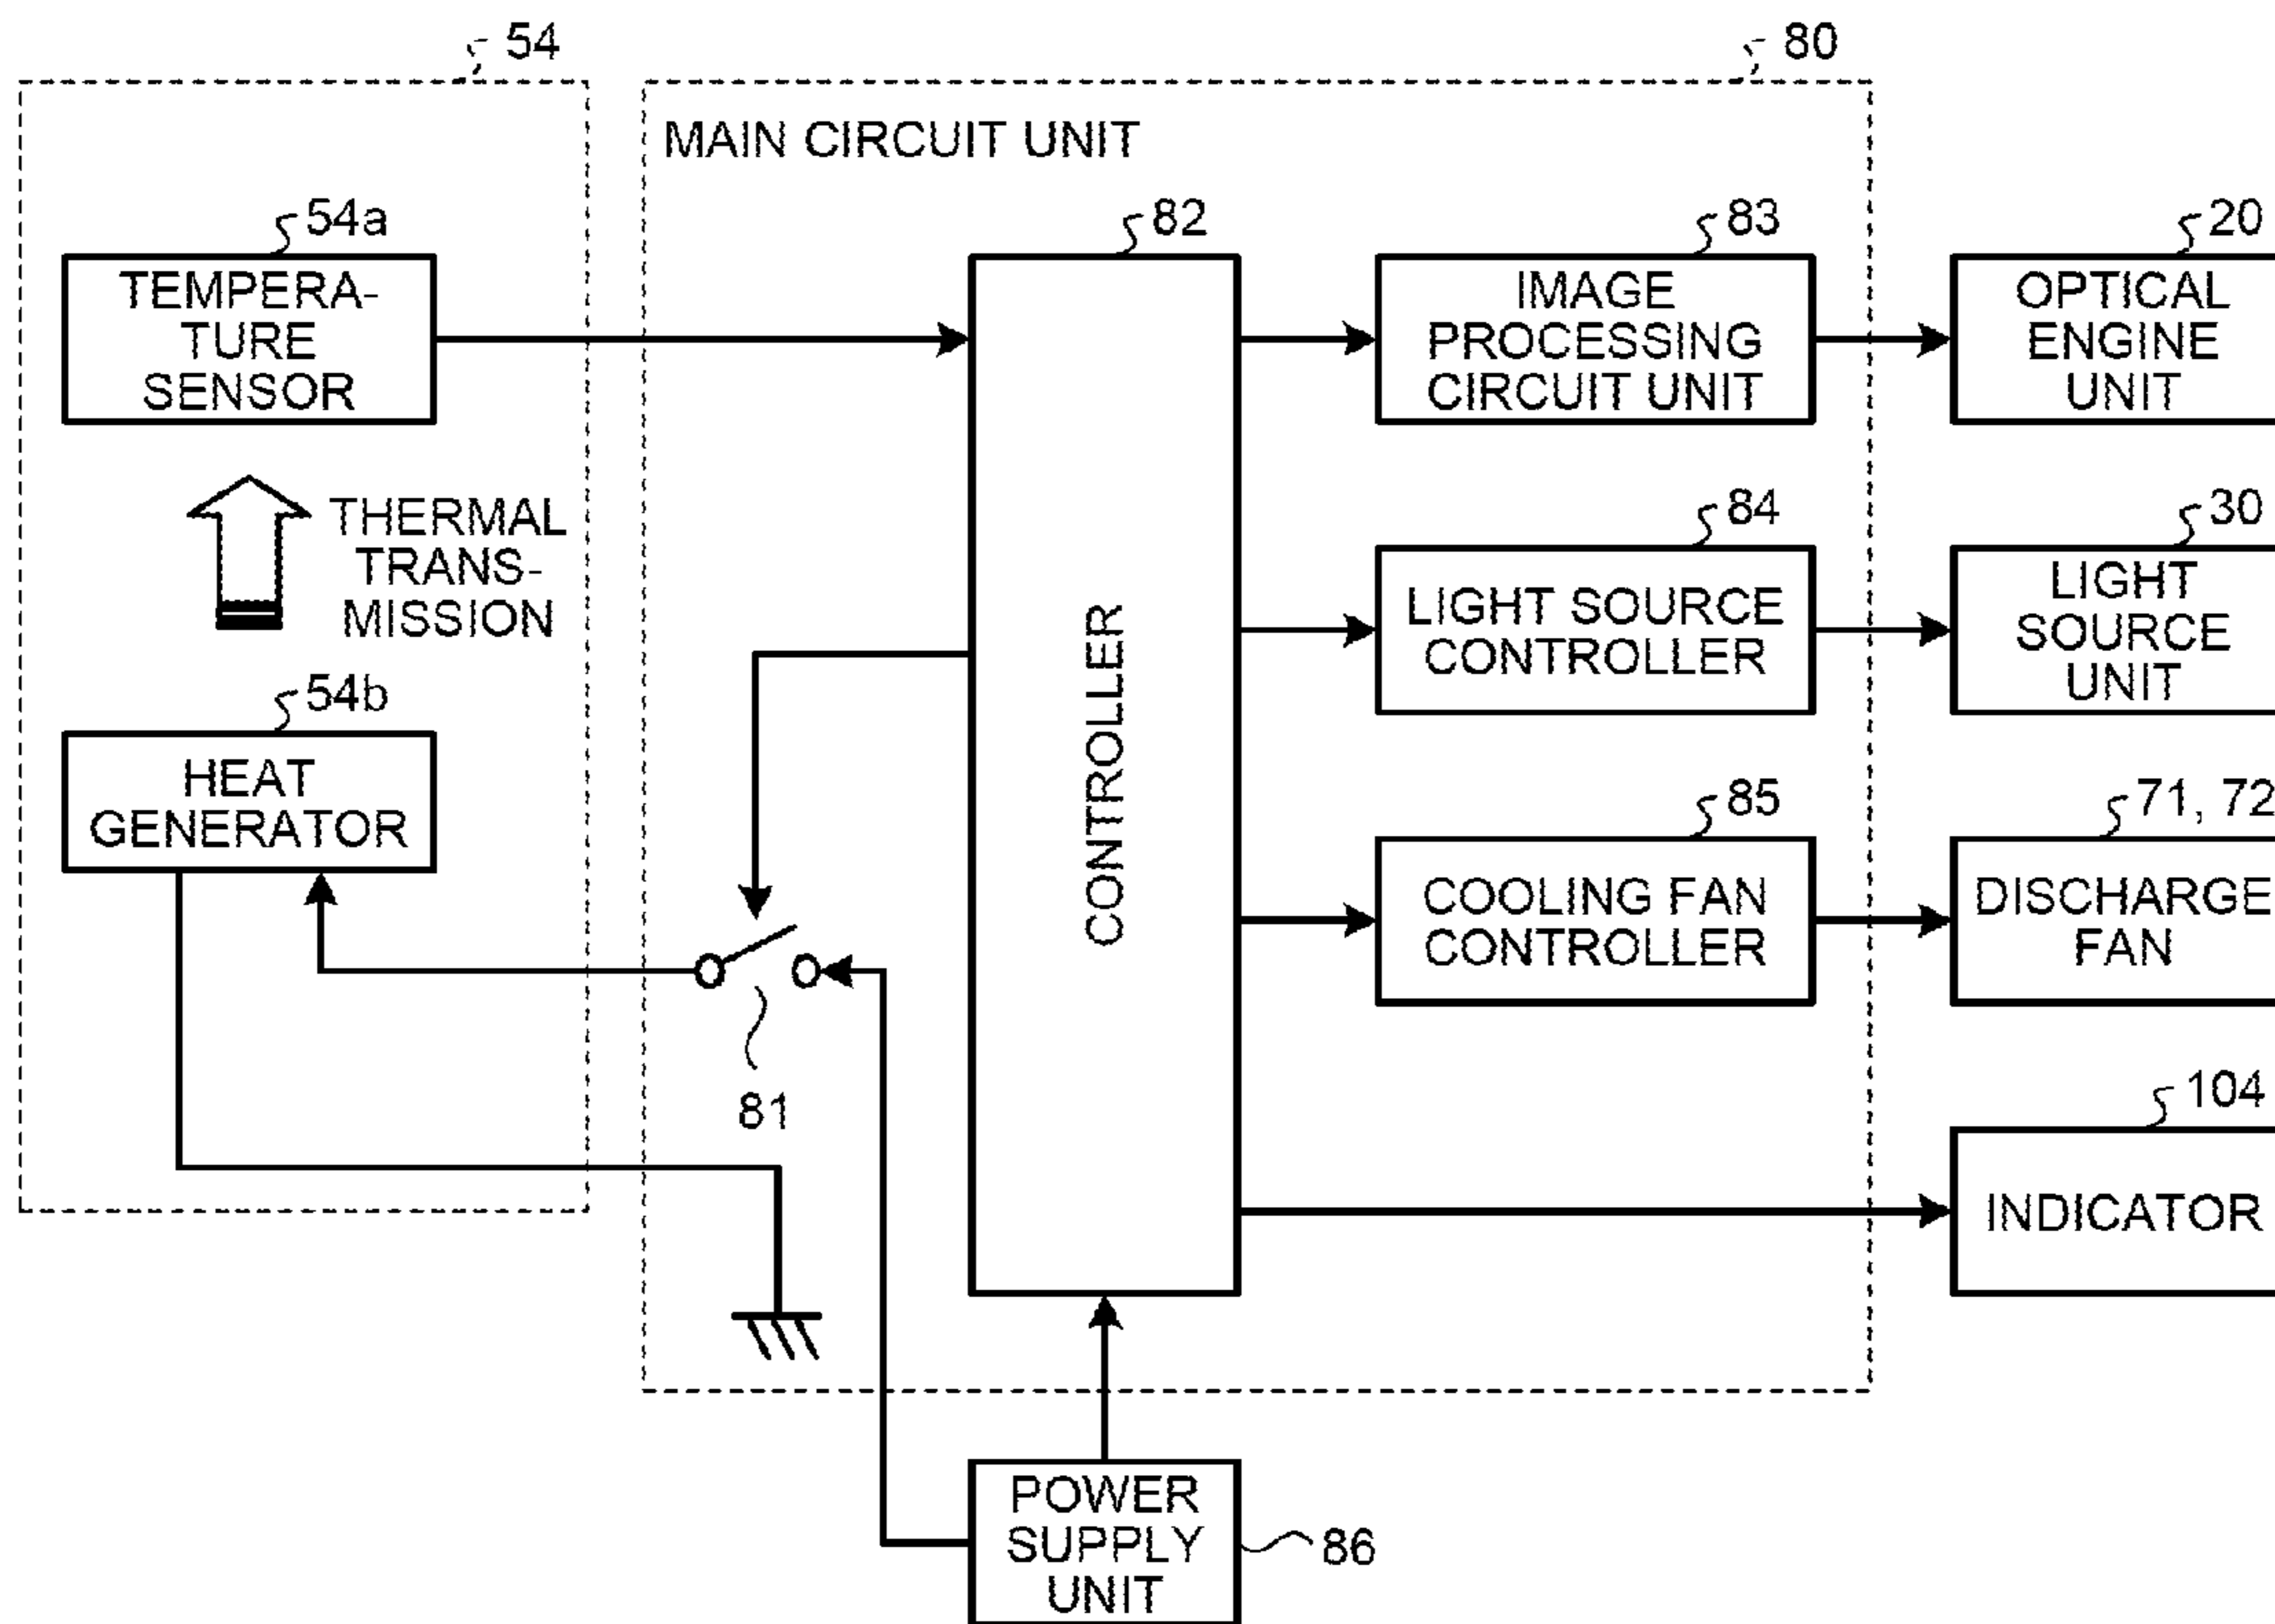 54
80
MAIN CIRCUIT UNIT
54a
82
83
20
TEMPERA-
TURE
SENSOR
IMAGE
PROCESSING
CIRCUIT UNIT
OPTICAL
ENGINE
UNIT
THERMAL
TRANS-
MISSION
CONTROLLER
84
30
LIGHT SOURCE
CONTROLLER
LIGHT
SOURCE
UNIT
54b
HEAT
GENERATOR
85
71, 72
COOLING FAN
CONTROLLER
DISCHARGE
FAN
81
104
INDICATOR
POWER
SUPPLY
UNIT
86